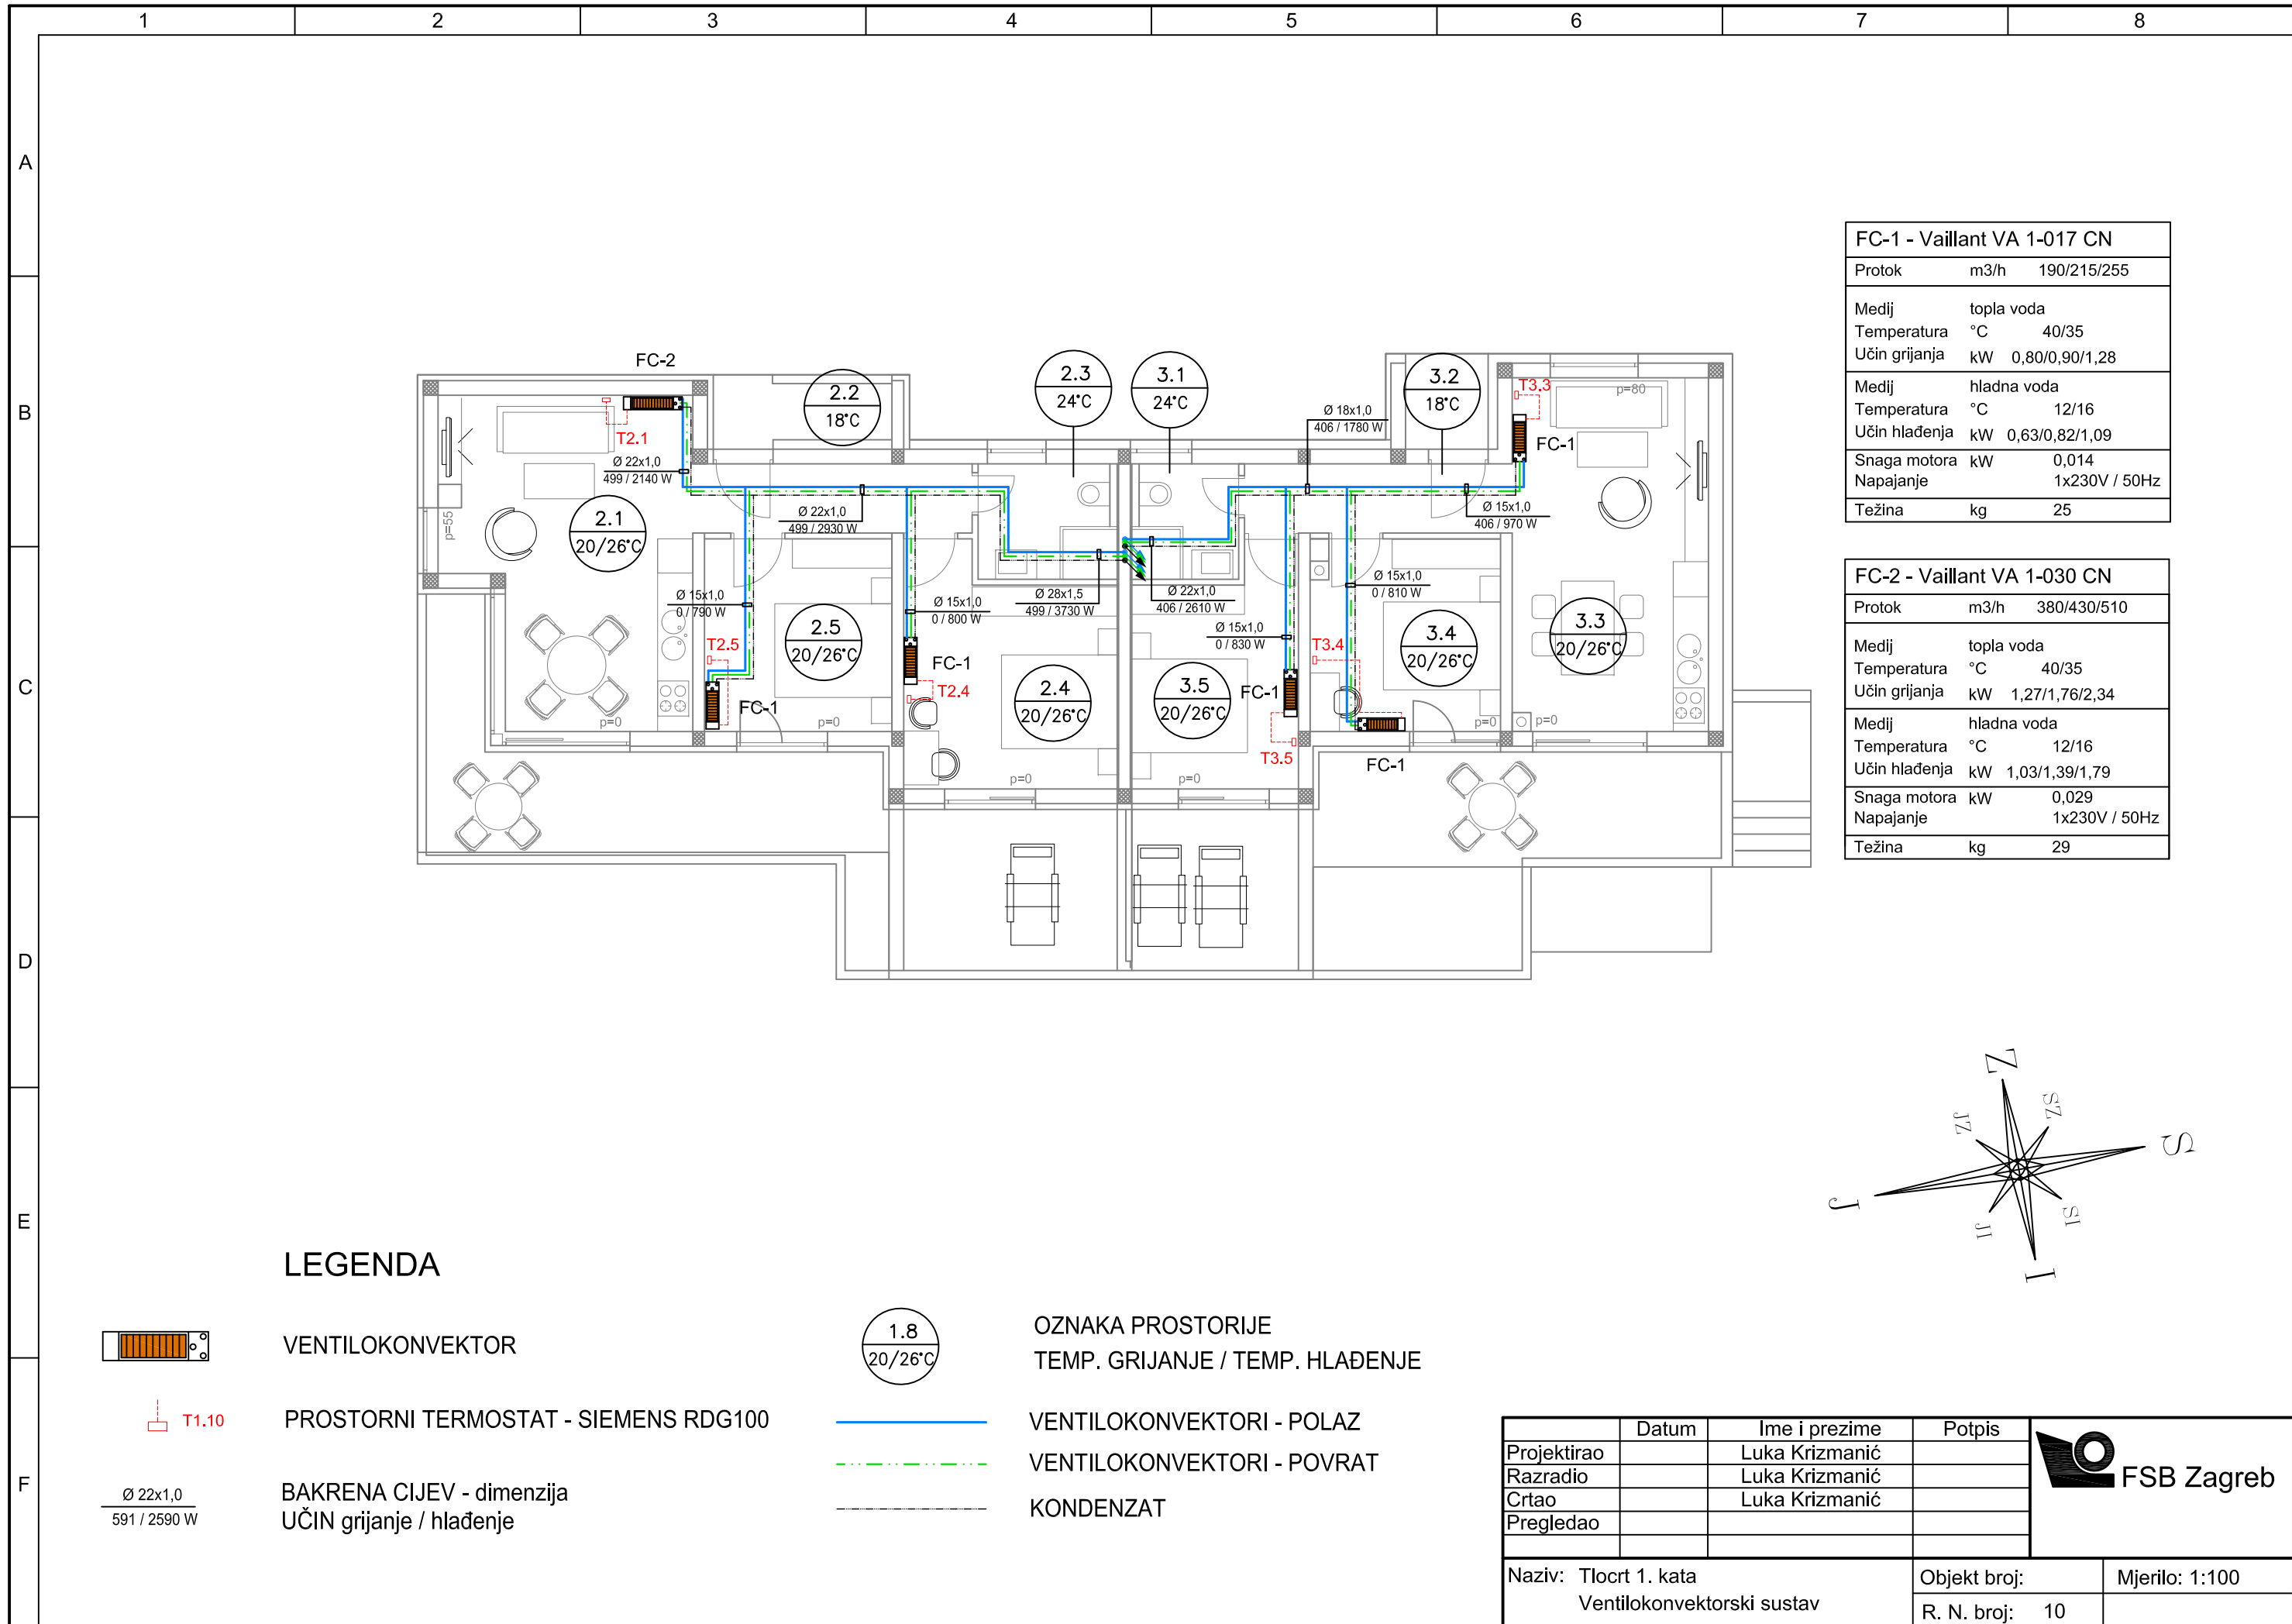 1 2 3 4 5 6 7 8
A
B
C
D
E
F
FC-1 - Vaillant VA 1-017 CN
Protok m3/h 190/215/255
Medij topla voda
Temperatura °C 40/35
Učin grijanja kW 0,80/0,90/1,28
Medij hladna voda
Temperatura °C 12/16
Učin hlađenja kW 0,63/0,82/1,09
Snaga motora kW 0,014
Napajanje 1x230V / 50Hz
Težina kg 25
FC-2 - Vaillant VA 1-030 CN
Protok m3/h 380/430/510
Medij topla voda
Temperatura °C 40/35
Učin grijanja kW 1,27/1,76/2,34
Medij hladna voda
Temperatura °C 12/16
Učin hlađenja kW 1,03/1,39/1,79
Snaga motora kW 0,029
Napajanje 1x230V / 50Hz
Težina kg 29
FC-2
2.2
18°C
2.3
24°C
3.1
24°C
3.2
18°C
T3.3
p=80
T2.1
Ø 18x1,0
406 / 1780 W
FC-1
Ø 22x1,0
499 / 2140 W
p=55
2.1
20/26°C
Ø 22x1,0
499 / 2930 W
Ø 15x1,0
406 / 970 W
Ø 15x1,0
0 / 790 W
Ø 15x1,0
0 / 800 W
Ø 28x1,5
499 / 3730 W
Ø 22x1,0
406 / 2610 W
Ø 15x1,0
0 / 810 W
Ø 15x1,0
0 / 830 W
T2.5
2.5
20/26°C
FC-1
T2.4
2.4
20/26°C
3.5
20/26°C
FC-1
T3.4
3.4
20/26°C
3.3
20/26°C
FC-1
p=0
p=0
p=0
p=0
p=0
p=0
T3.5
FC-1
Z
SZ
S
SI
I
JI
J
JZ
LEGENDA
VENTILOKONVEKTOR
T1.10
PROSTORNI TERMOSTAT - SIEMENS RDG100
Ø 22x1,0
591 / 2590 W
BAKRENA CIJEV - dimenzija
UČIN grijanje / hlađenje
1.8
20/26°C
OZNAKA PROSTORIJE
TEMP. GRIJANJE / TEMP. HLAĐENJE
VENTILOKONVEKTORI - POLAZ
VENTILOKONVEKTORI - POVRAT
KONDENZAT
Datum Ime i prezime Potpis
Projektirao Luka Krizmanić
Razradio Luka Krizmanić
Crtao Luka Krizmanić
Pregledao
FSB Zagreb
Naziv: Tlocrt 1. kata
Ventilokonvektorski sustav
Objekt broj:
R. N. broj: 10
Mjerilo: 1:100